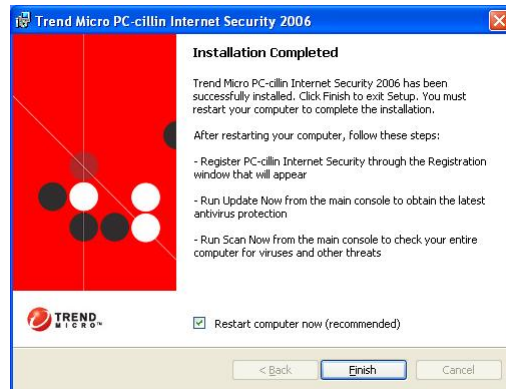 Trend Micro PC-cillin Internet Security 2006
Installation Completed
Trend Micro PC-cillin Internet Security 2006 has been
successfully installed. Click Finish to exit Setup. You must
restart your computer to complete the installation.
After restarting your computer, follow these steps:
- Register PC-cillin Internet Security through the Registration
window that will appear
- Run Update Now from the main console to obtain the latest
antivirus protection
- Run Scan Now from the main console to check your entire
computer for viruses and other threats
TREND
MICRO™
Restart computer now (recommended)
< Back
Finish
Cancel